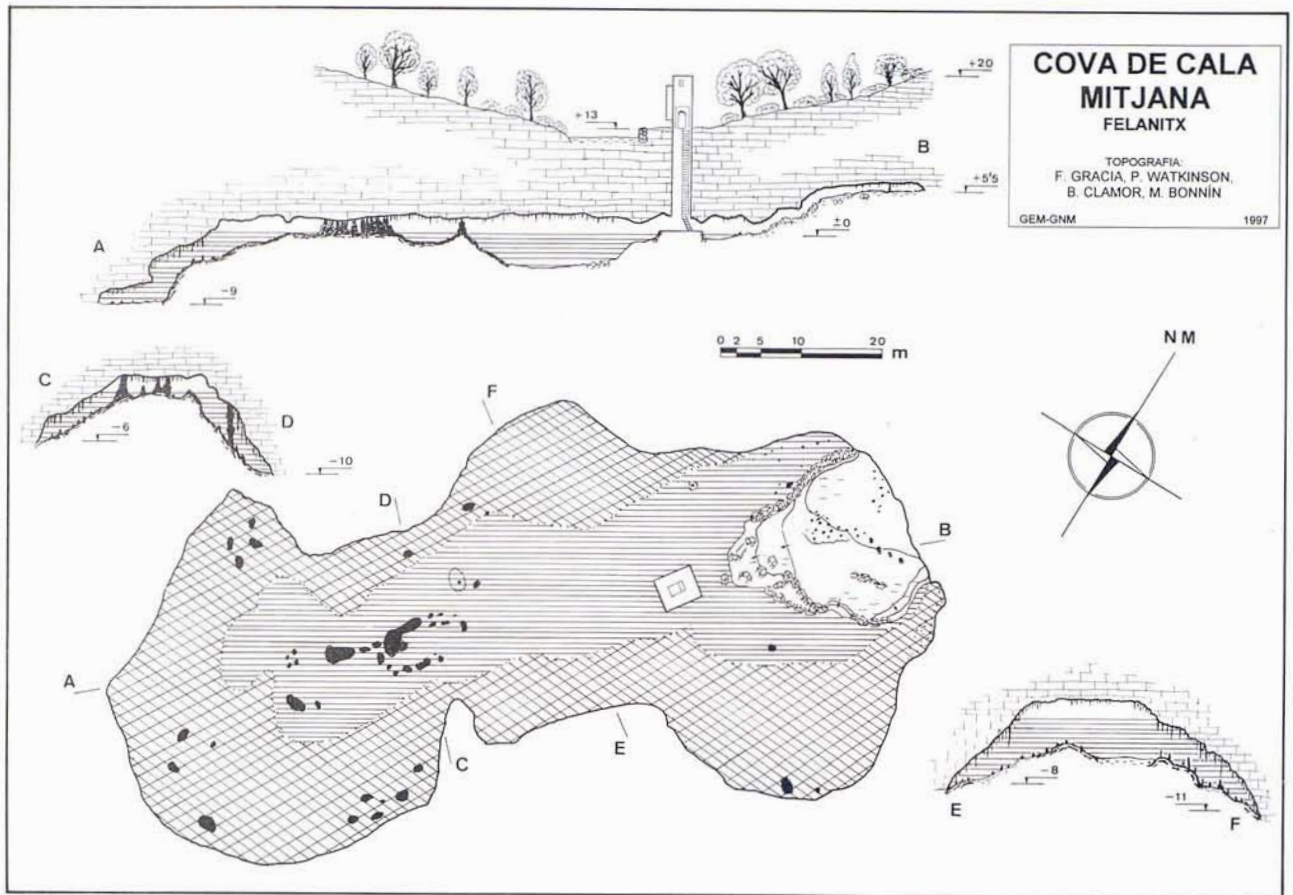 COVA DE CALA
MITJANA
FELANITX
TOPOGRAFIA:
F. GRACIA, P. WATKINSON,
B. CLAMOR, M. BONNÍN
GEM-GNM 1997
+20
+13
B
+5'5
±0
A
-9
0 2 5 10 20 m
NM
C
-6
D
-10
F
D
B
A
C
E
E
-8
-11
F